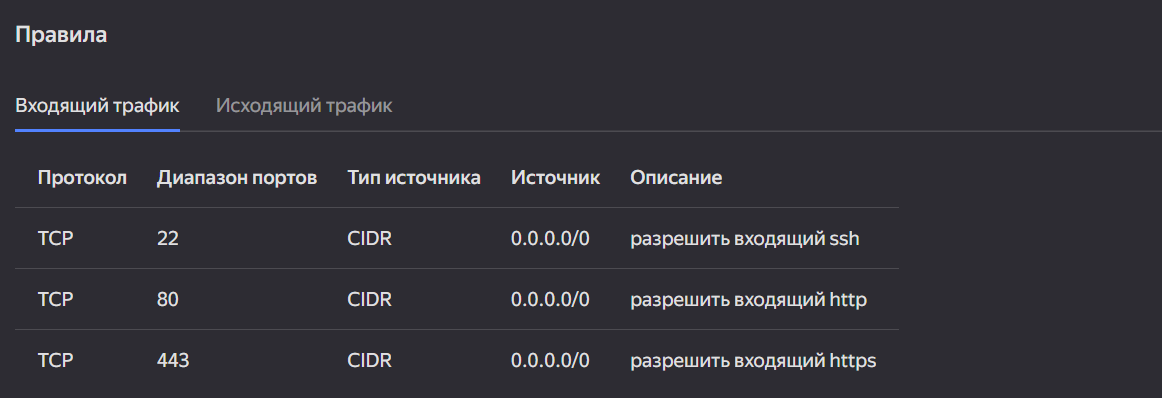 Правила
Входящий трафик Исходящий трафик
Протокол Диапазон портов Тип источника Источник Описание
TCP 22 CIDR 0.0.0.0/0 разрешить входящий ssh
TCP 80 CIDR 0.0.0.0/0 разрешить входящий http
TCP 443 CIDR 0.0.0.0/0 разрешить входящий https